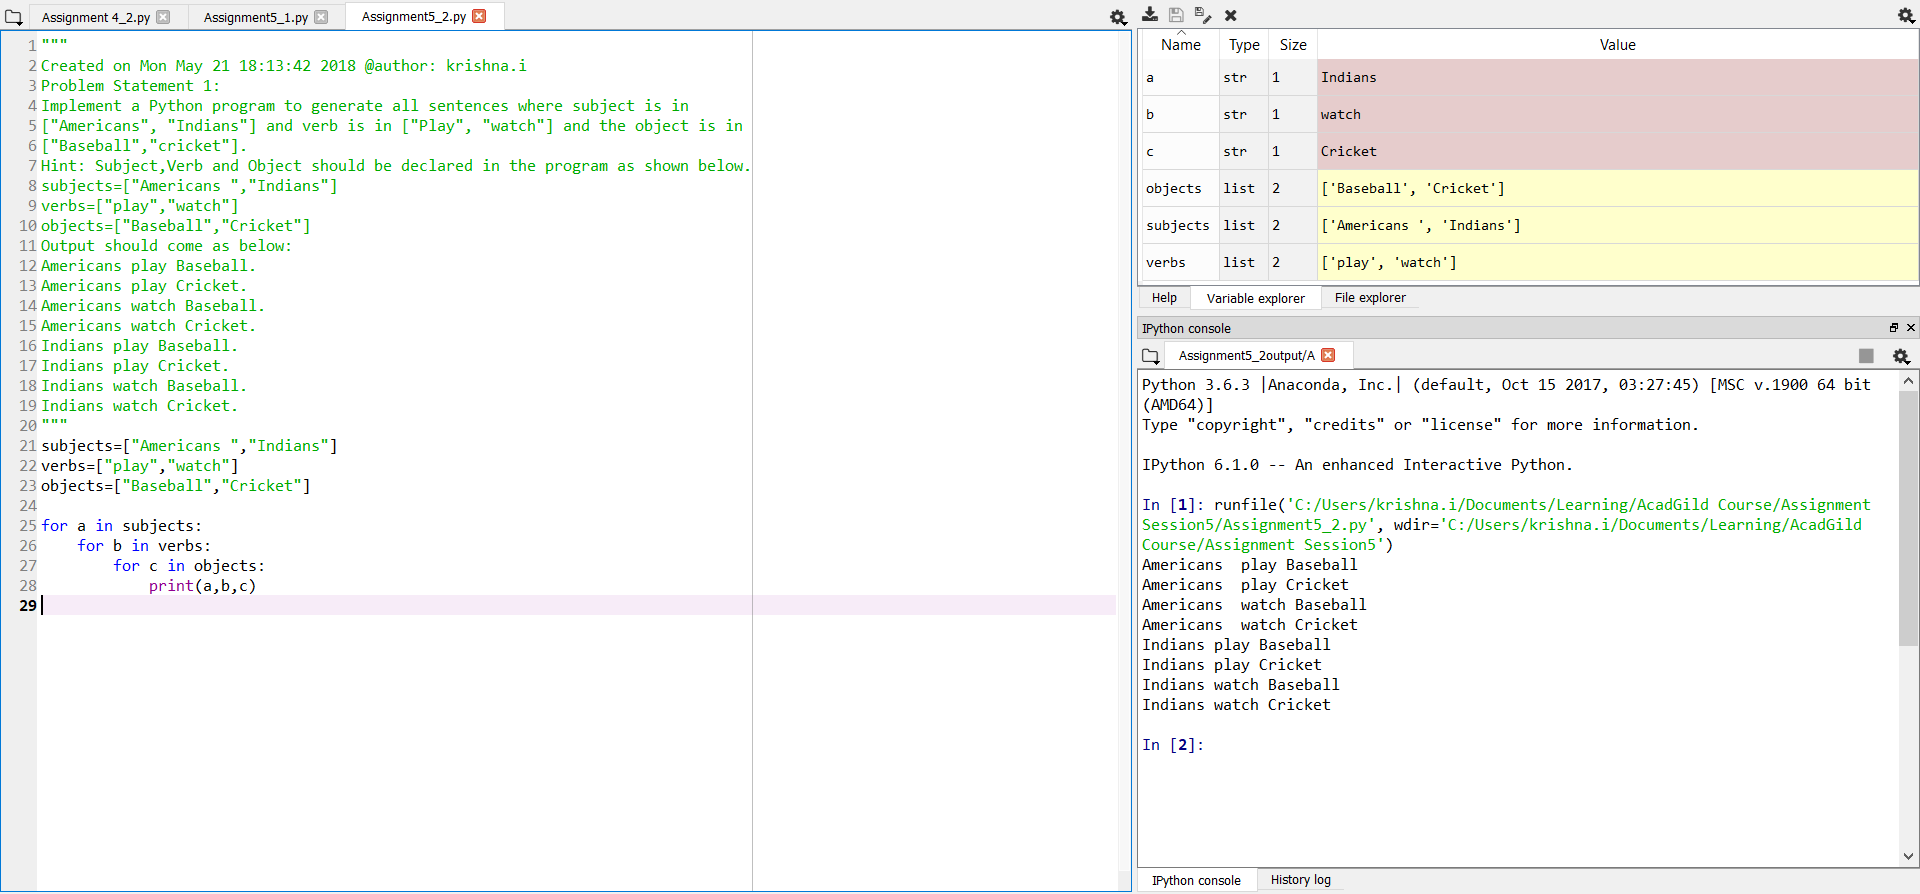 Assignment 4_2.py
Assignment5_1.py
Assignment5_2.py
1 """
2 Created on Mon May 21 18:13:42 2018 @author: krishna.i
3 Problem Statement 1:
4 Implement a Python program to generate all sentences where subject is in
5 ["Americans", "Indians"] and verb is in ["Play", "watch"] and the object is in
6 ["Baseball","cricket"].
7 Hint: Subject,Verb and Object should be declared in the program as shown below.
8 subjects=["Americans ","Indians"]
9 verbs=["play","watch"]
10 objects=["Baseball","Cricket"]
11 Output should come as below:
12 Americans play Baseball.
13 Americans play Cricket.
14 Americans watch Baseball.
15 Americans watch Cricket.
16 Indians play Baseball.
17 Indians play Cricket.
18 Indians watch Baseball.
19 Indians watch Cricket.
20 """
21 subjects=["Americans ","Indians"]
22 verbs=["play","watch"]
23 objects=["Baseball","Cricket"]
24
25 for a in subjects:
26     for b in verbs:
27         for c in objects:
28             print(a,b,c)
29
Name Type Size Value
a str 1 Indians
b str 1 watch
c str 1 Cricket
objects list 2 ['Baseball', 'Cricket']
subjects list 2 ['Americans ', 'Indians']
verbs list 2 ['play', 'watch']
Help Variable explorer File explorer
IPython console
Assignment5_2output/A
Python 3.6.3 |Anaconda, Inc.| (default, Oct 15 2017, 03:27:45) [MSC v.1900 64 bit
(AMD64)]
Type "copyright", "credits" or "license" for more information.
IPython 6.1.0 -- An enhanced Interactive Python.
In [1]: runfile('C:/Users/krishna.i/Documents/Learning/AcadGild Course/Assignment
Session5/Assignment5_2.py', wdir='C:/Users/krishna.i/Documents/Learning/AcadGild
Course/Assignment Session5')
Americans  play Baseball
Americans  play Cricket
Americans  watch Baseball
Americans  watch Cricket
Indians play Baseball
Indians play Cricket
Indians watch Baseball
Indians watch Cricket
In [2]:
IPython console History log